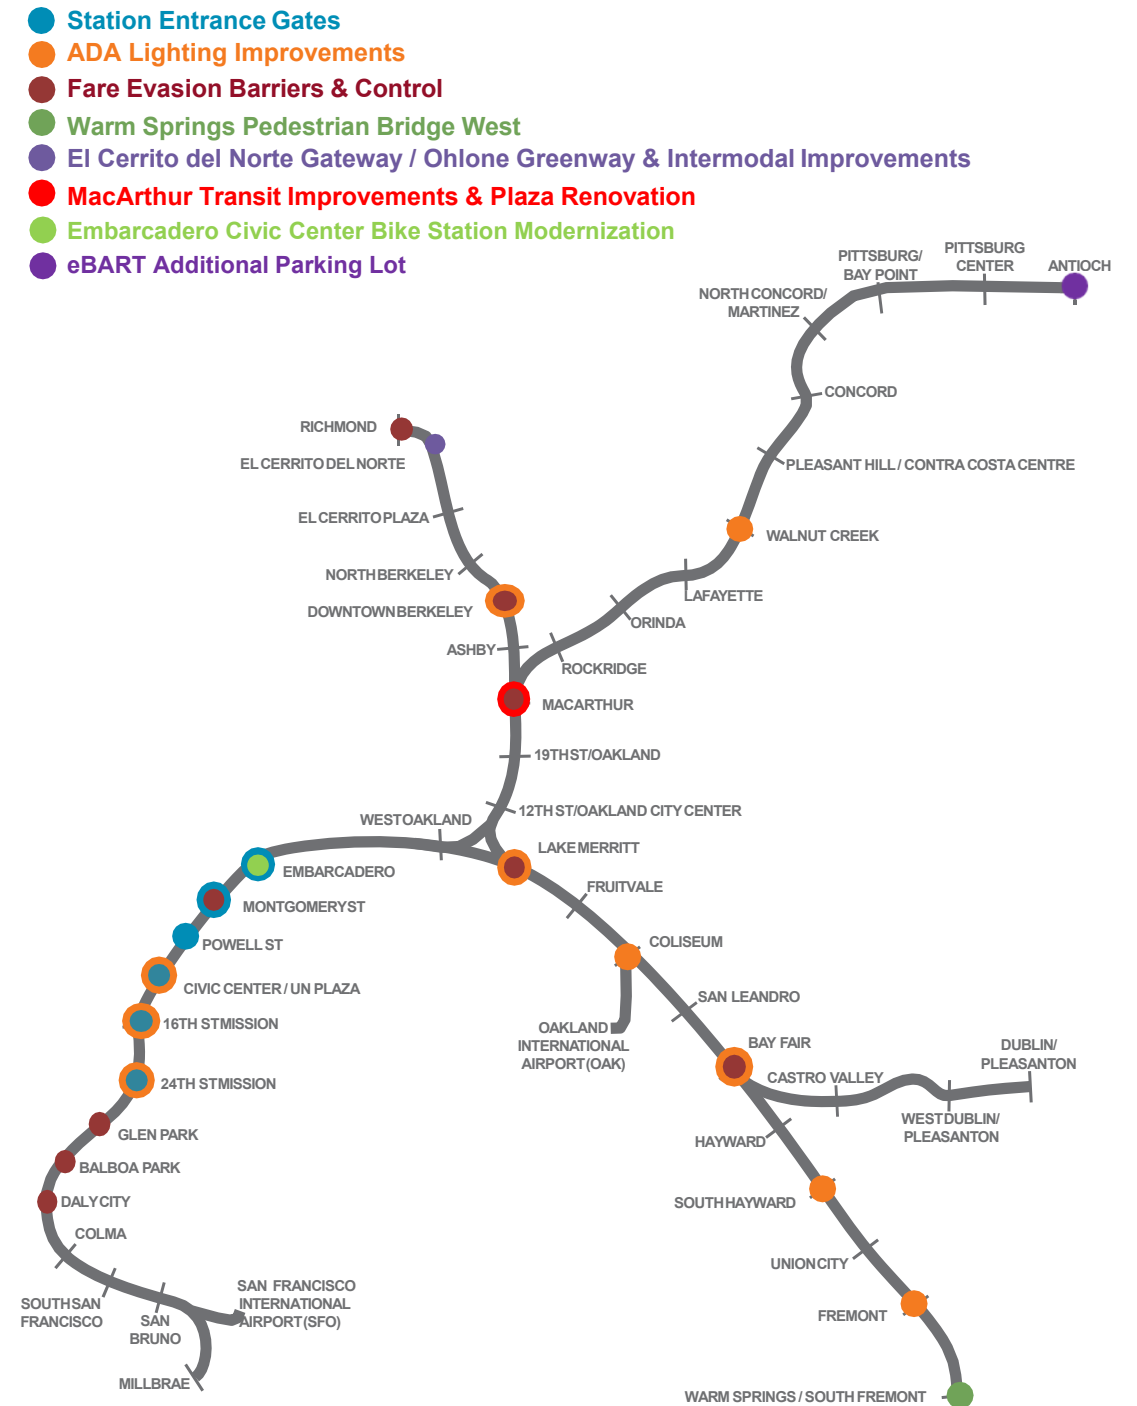 Station Entrance Gates
ADA Lighting Improvements
Fare Evasion Barriers & Control
Warm Springs Pedestrian Bridge West
El Cerrito del Norte Gateway / Ohlone Greenway & Intermodal Improvements
MacArthur Transit Improvements & Plaza Renovation
Embarcadero Civic Center Bike Station Modernization
eBART Additional Parking Lot
PITTSBURG/
BAY POINT
PITTSBURG
CENTER
ANTIOCH
NORTH CONCORD/
MARTINEZ
CONCORD
RICHMOND
EL CERRITO DEL NORTE
PLEASANT HILL / CONTRA COSTA CENTRE
EL CERRITO PLAZA
WALNUT CREEK
NORTH BERKELEY
LAFAYETTE
DOWNTOWN BERKELEY
ORINDA
ASHBY
ROCKRIDGE
MACARTHUR
19TH ST/OAKLAND
12TH ST/OAKLAND CITY CENTER
WEST OAKLAND
LAKE MERRITT
EMBARCADERO
FRUITVALE
MONTGOMERY ST
POWELL ST
COLISEUM
CIVIC CENTER / UN PLAZA
SAN LEANDRO
16TH ST MISSION
OAKLAND
INTERNATIONAL
AIRPORT (OAK)
BAY FAIR
DUBLIN/
PLEASANTON
24TH ST MISSION
CASTRO VALLEY
WEST DUBLIN/
PLEASANTON
GLEN PARK
HAYWARD
BALBOA PARK
DALY CITY
SOUTH HAYWARD
COLMA
UNION CITY
SOUTH SAN
FRANCISCO
SAN
BRUNO
SAN FRANCISCO
INTERNATIONAL
AIRPORT (SFO)
FREMONT
MILLBRAE
WARM SPRINGS / SOUTH FREMONT